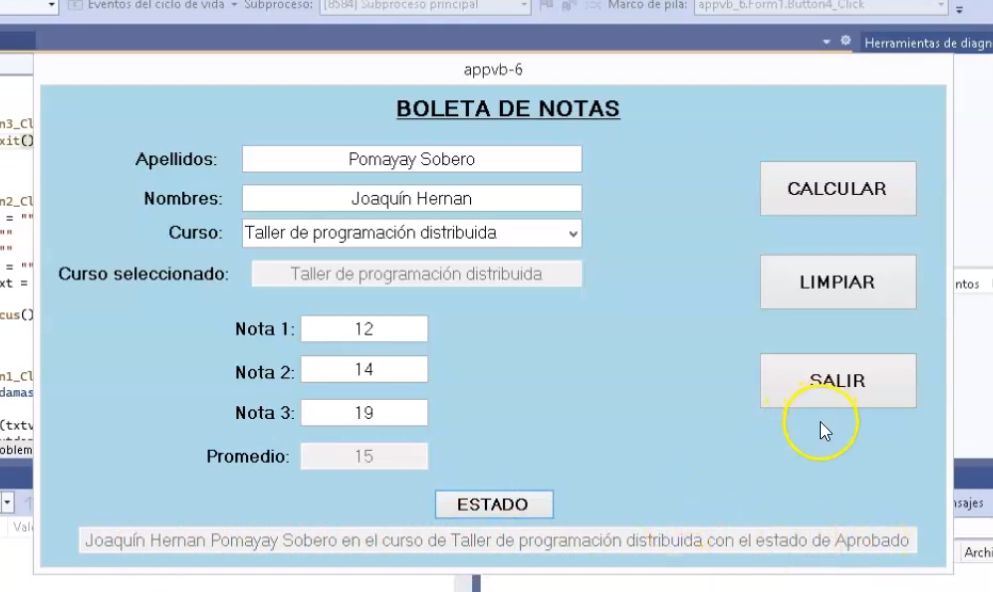 Eventos del ciclo de vida Subproceso: [8584] Subproceso principal Marco de pila: appvb_6.Form1.Button4_Click
Herramientas de diagn
appvb-6
BOLETA DE NOTAS
Apellidos: Pomayay Sobero
CALCULAR
Nombres: Joaquín Hernan
Curso: Taller de programación distribuida
Curso seleccionado: Taller de programación distribuida
LIMPIAR
Nota 1: 12
Nota 2: 14
SALIR
Nota 3: 19
Promedio: 15
ESTADO
Joaquín Hernan Pomayay Sobero en el curso de Taller de programación distribuida con el estado de Aprobado
n3_Cl
xit()
n2_Cl
= ""
""
""
= ""
xt =
cus()
n1_Cl
damas
(txtv
oblem
Val
ntos
nsajes
Archi